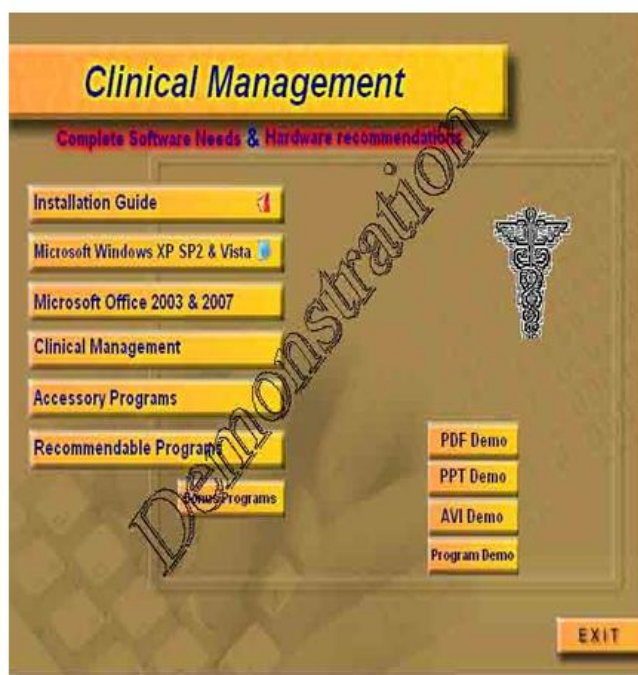 Clinical Management
Complete Software Needs & Hardware recommendations
Installation Guide
Microsoft Windows XP SP2 & Vista
Microsoft Office 2003 & 2007
Clinical Management
Accessory Programs
Recommendable Programs
Bonus Programs
PDF Demo
PPT Demo
AVI Demo
Program Demo
EXIT
Demonstration